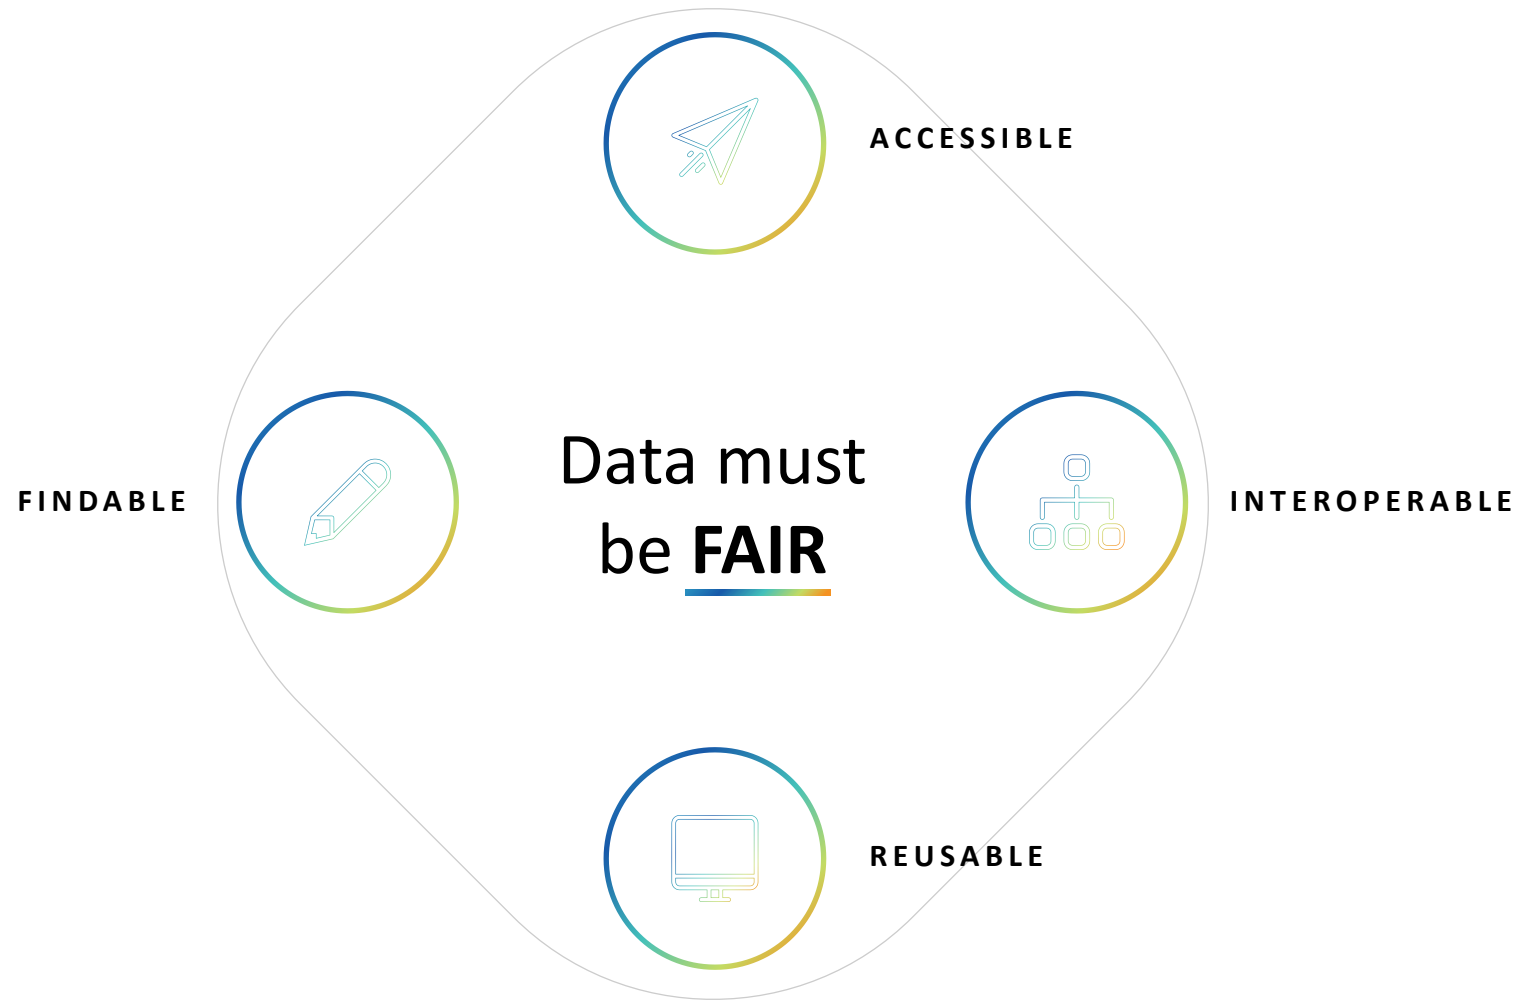 ACCESSIBLE
FINDABLE
Data must
be FAIR
INTEROPERABLE
REUSABLE